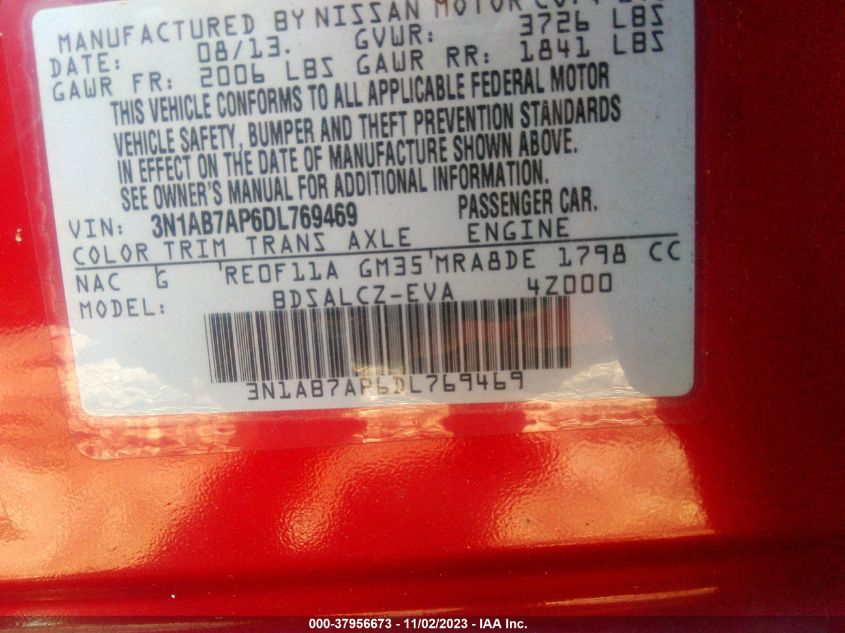 MANUFACTURED BY NISSAN MOTOR CO.,
DATE: 08/13. GVWR: 3726 LBS
GAWR FR: 2006 LBS GAWR RR: 1841 LBS
THIS VEHICLE CONFORMS TO ALL APPLICABLE FEDERAL MOTOR
VEHICLE SAFETY, BUMPER AND THEFT PREVENTION STANDARDS
IN EFFECT ON THE DATE OF MANUFACTURE SHOWN ABOVE.
SEE OWNER'S MANUAL FOR ADDITIONAL INFORMATION.
VIN: 3N1AB7AP6DL769469 PASSENGER CAR.
COLOR TRIM TRANS AXLE ENGINE
NAC G RE0F11A GM35 MRA8DE 1798 CC
MODEL: BDSALCZ-EVA 4Z000
3N1AB7AP6DL769469
000-37956673 - 11/02/2023 - IAA Inc.